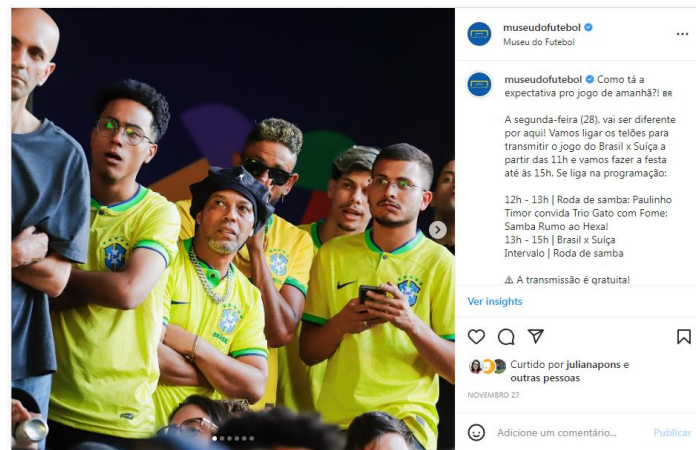 museudofutebol
Museu do Futebol
museudofutebol Como tá a
expectativa pro jogo de amanhã?! BR
A segunda-feira (28), vai ser diferente
por aqui! Vamos ligar os telões para
transmitir o jogo do Brasil x Suíça a
partir das 11h e vamos fazer a festa
até às 15h. Se liga na programação:
12h - 13h | Roda de samba: Paulinho
Timor convida Trio Gato com Fome:
Samba Rumo ao Hexa!
13h - 15h | Brasil x Suíça
Intervalo | Roda de samba
⚠ A transmissão é gratuita!
Ver insights
Curtido por julianapons e
outras pessoas
NOVEMBRO 27
Adicione um comentário... Publicar